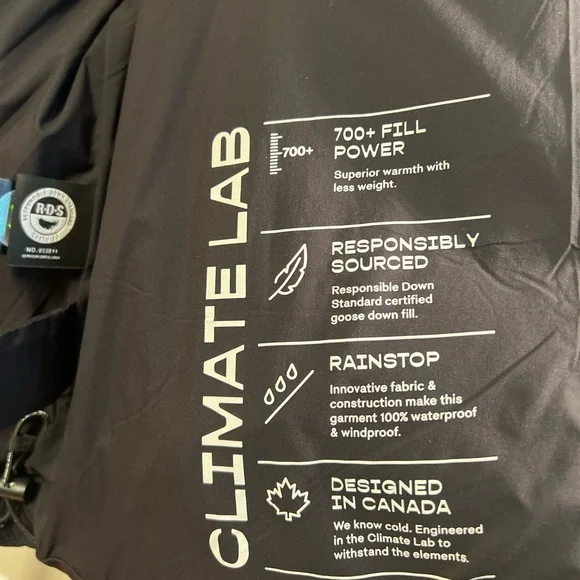 CLIMATE LAB
700+
700+ FILL
POWER
Superior warmth with
less weight.
RESPONSIBLY
SOURCED
Responsible Down
Standard certified
goose down fill.
RAINSTOP
Innovative fabric &
construction make this
garment 100% waterproof
& windproof.
DESIGNED
IN CANADA
We know cold. Engineered
in the Climate Lab to
withstand the elements.
R·D·S